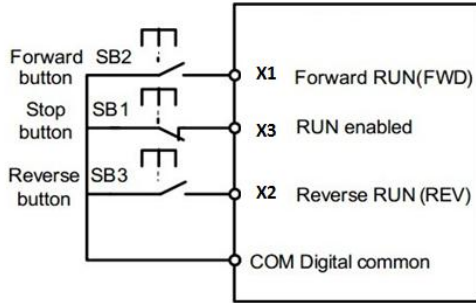 Forward button SB2 X1 Forward RUN(FWD)
Stop button SB1 X3 RUN enabled
Reverse button SB3 X2 Reverse RUN (REV)
COM Digital common